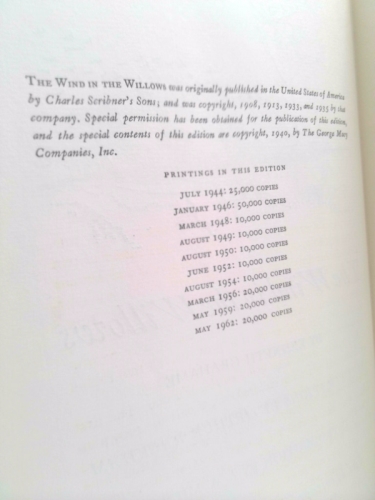 THE WIND IN THE WILLOWS was originally published in the United States of America
by Charles Scribner's Sons; and was copyright, 1908, 1913, 1933, and 1935 by that
company. Special permission has been obtained for the publication of this edition,
and the special contents of this edition are copyright, 1940, by The George Macy
Companies, Inc.
PRINTINGS IN THIS EDITION
JULY 1944: 25,000 COPIES
JANUARY 1946: 50,000 COPIES
MARCH 1948: 10,000 COPIES
AUGUST 1949: 10,000 COPIES
AUGUST 1950: 10,000 COPIES
JUNE 1952: 10,000 COPIES
AUGUST 1954: 10,000 COPIES
MARCH 1956: 20,000 COPIES
MAY 1959: 20,000 COPIES
MAY 1962: 20,000 COPIES